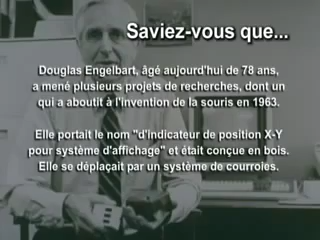 Saviez-vous que...
Douglas Engelbart, âgé aujourd'hui de 78 ans,
a mené plusieurs projets de recherches, dont un
qui a aboutit à l'invention de la souris en 1963.
Elle portait le nom "d'indicateur de position X-Y
pour système d'affichage" et était conçue en bois.
Elle se déplaçait par un système de courroies.